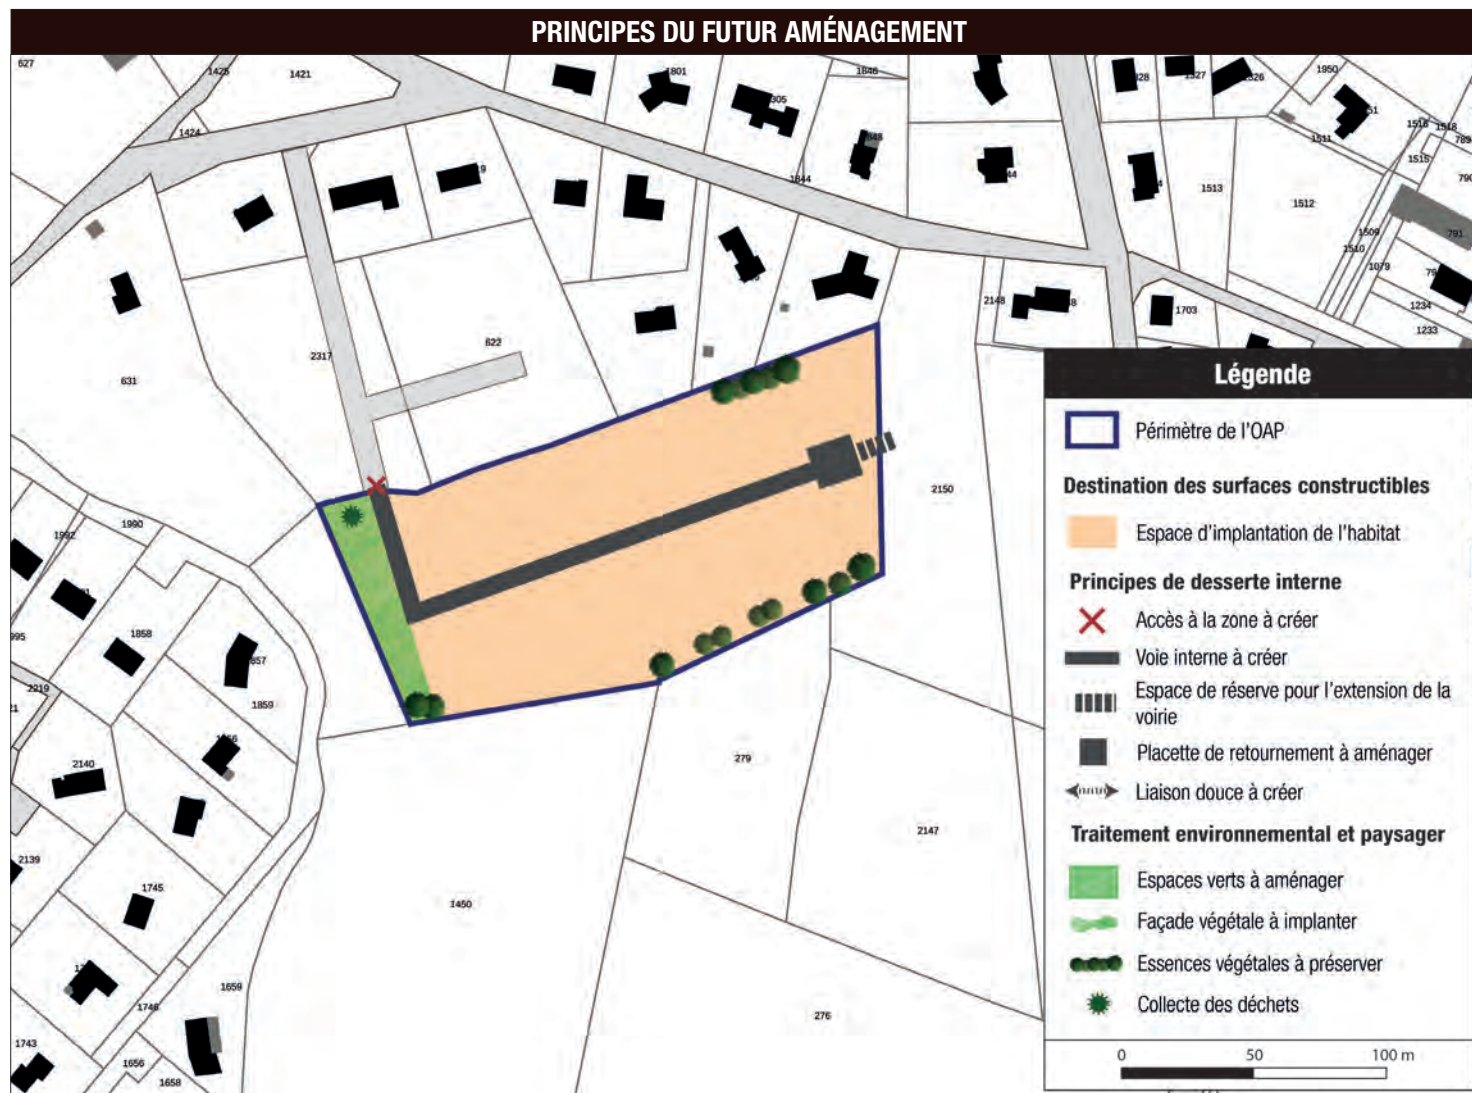 PRINCIPES DU FUTUR AMÉNAGEMENT
627
1425
1421
1801
1846
1327
1950
1424
1511
1516
1518
789
1515
790
1844
1513
1512
1509
1510
791
1079
2148
1703
1234
1233
2317
622
631
2150
1992
1990
1858
1859
2219
2140
279
2147
2139
1745
1450
1659
1746
276
1743
1656
1658
Légende
Périmètre de l'OAP
Destination des surfaces constructibles
Espace d'implantation de l'habitat
Principes de desserte interne
Accès à la zone à créer
Voie interne à créer
Espace de réserve pour l'extension de la
voirie
Placette de retournement à aménager
Liaison douce à créer
Traitement environnemental et paysager
Espaces verts à aménager
Façade végétale à implanter
Essences végétales à préserver
Collecte des déchets
0 50 100 m